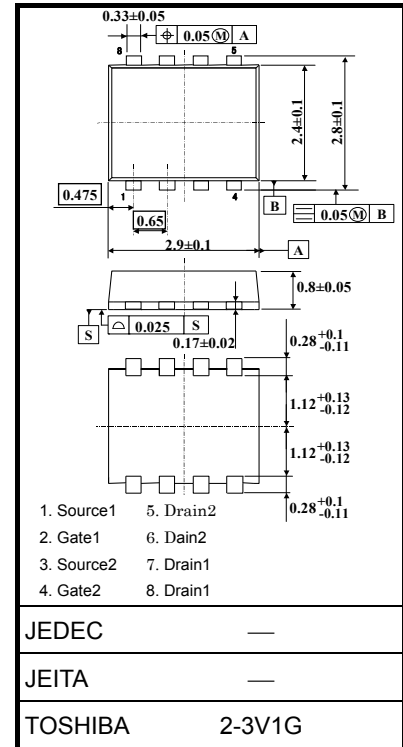 0.33±0.05
8 ⌖ 0.05 Ⓜ A 5
2.4±0.1
2.8±0.1
0.475 1 4 B
⌯ 0.05 Ⓜ B
0.65
2.9±0.1 A
0.8±0.05
S ⌓ 0.025 S
0.17±0.02
0.28 +0.1 -0.11
1.12 +0.13 -0.12
1.12 +0.13 -0.12
0.28 +0.1 -0.11
1. Source1 5. Drain2
2. Gate1 6. Dain2
3. Source2 7. Drain1
4. Gate2 8. Drain1
JEDEC —
JEITA —
TOSHIBA 2-3V1G